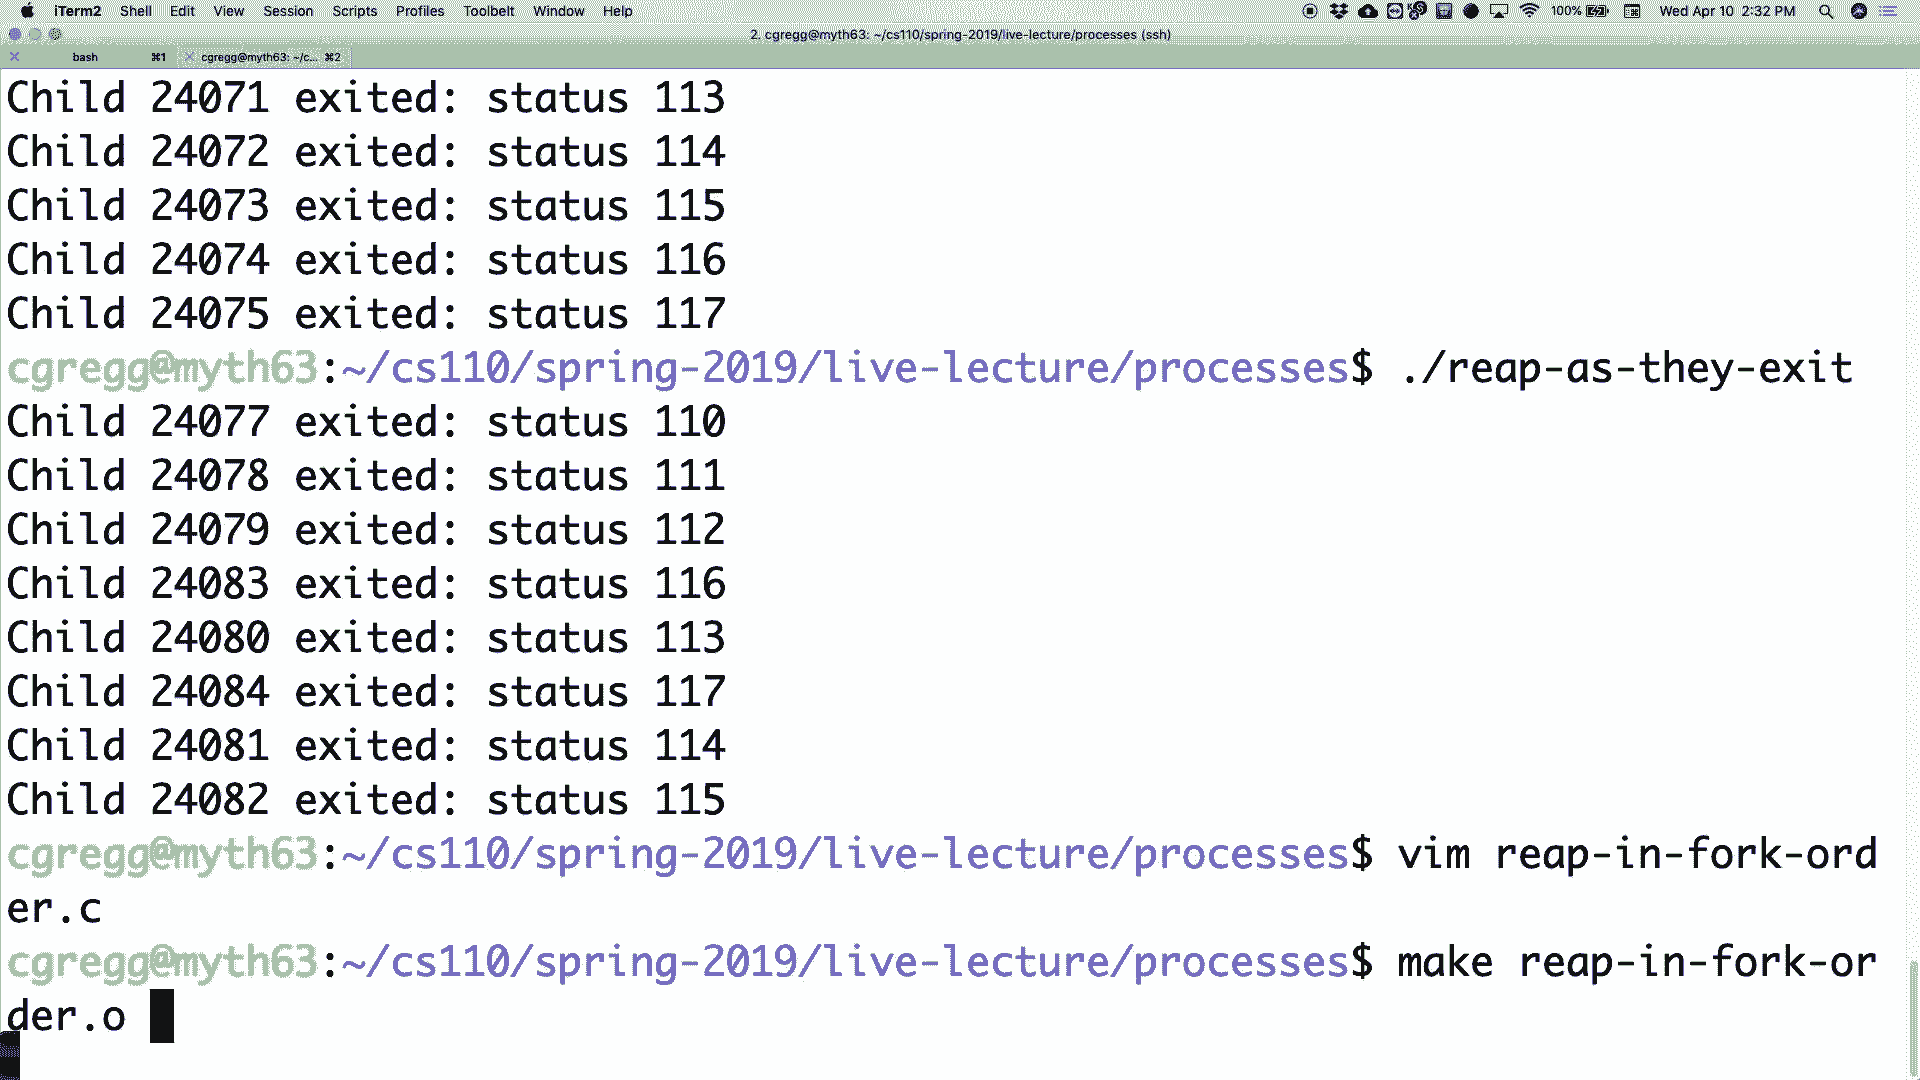 iTerm2 Shell Edit View Session Scripts Profiles Toolbelt Window Help 100% Wed Apr 10 2:32 PM
2. cgregg@myth63: ~/cs110/spring-2019/live-lecture/processes (ssh)
bash ⌘1 cgregg@myth63: ~/c... ⌘2
Child 24071 exited: status 113
Child 24072 exited: status 114
Child 24073 exited: status 115
Child 24074 exited: status 116
Child 24075 exited: status 117
cgregg@myth63:~/cs110/spring-2019/live-lecture/processes$ ./reap-as-they-exit
Child 24077 exited: status 110
Child 24078 exited: status 111
Child 24079 exited: status 112
Child 24083 exited: status 116
Child 24080 exited: status 113
Child 24084 exited: status 117
Child 24081 exited: status 114
Child 24082 exited: status 115
cgregg@myth63:~/cs110/spring-2019/live-lecture/processes$ vim reap-in-fork-ord
er.c
cgregg@myth63:~/cs110/spring-2019/live-lecture/processes$ make reap-in-fork-or
der.o